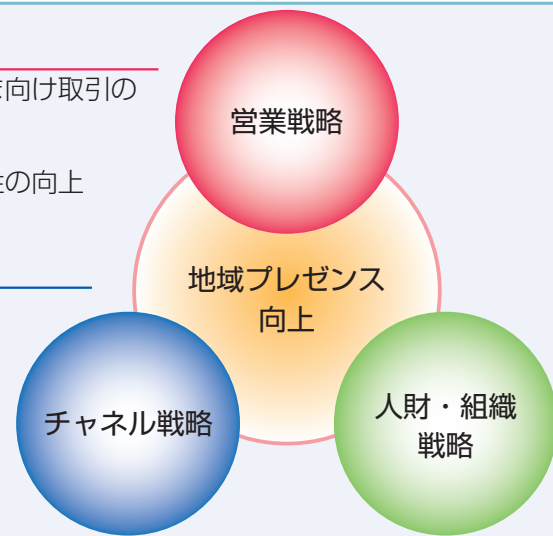 向け取引の
の向上
営業戦略
地域プレゼンス
向上
チャネル戦略
人財・組織
戦略